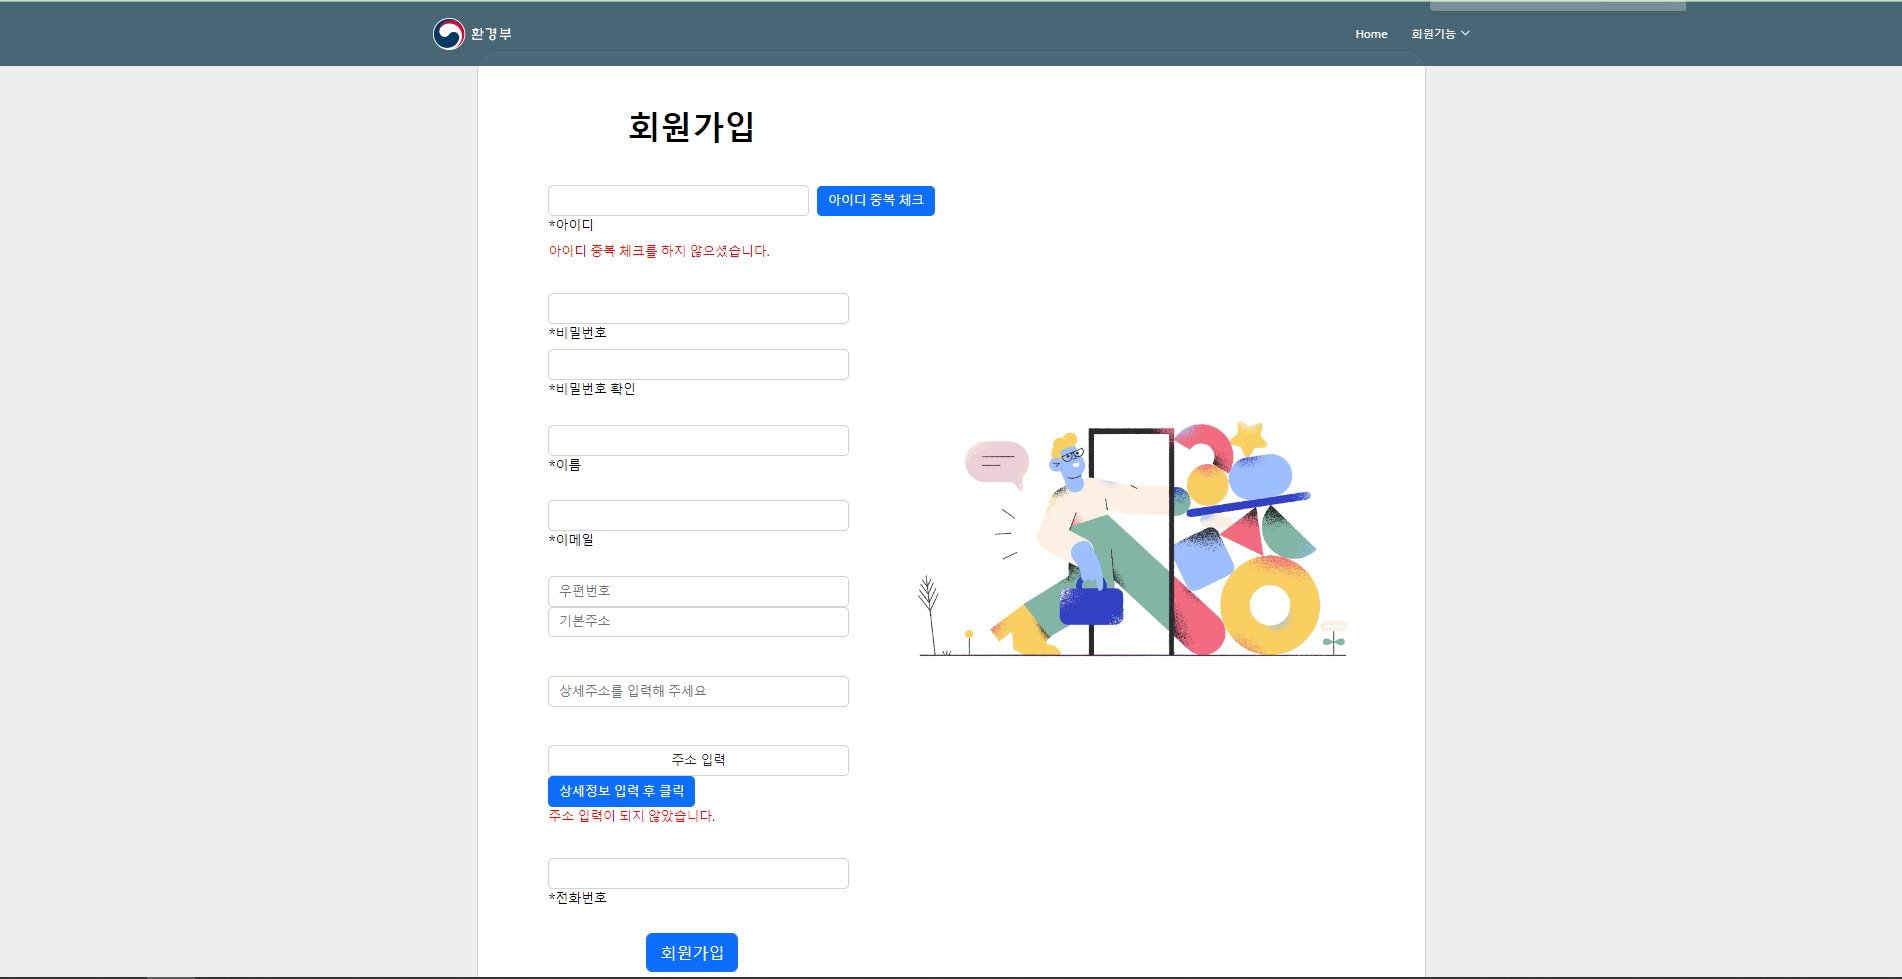 환경부
Home 회원기능
회원가입
아이디 중복 체크
*아이디
아이디 중복 체크를 하지 않으셨습니다.
*비밀번호
*비밀번호 확인
*이름
*이메일
우편번호
기본주소
상세주소를 입력해 주세요
주소 입력
상세정보 입력 후 클릭
주소 입력이 되지 않았습니다.
*전화번호
회원가입